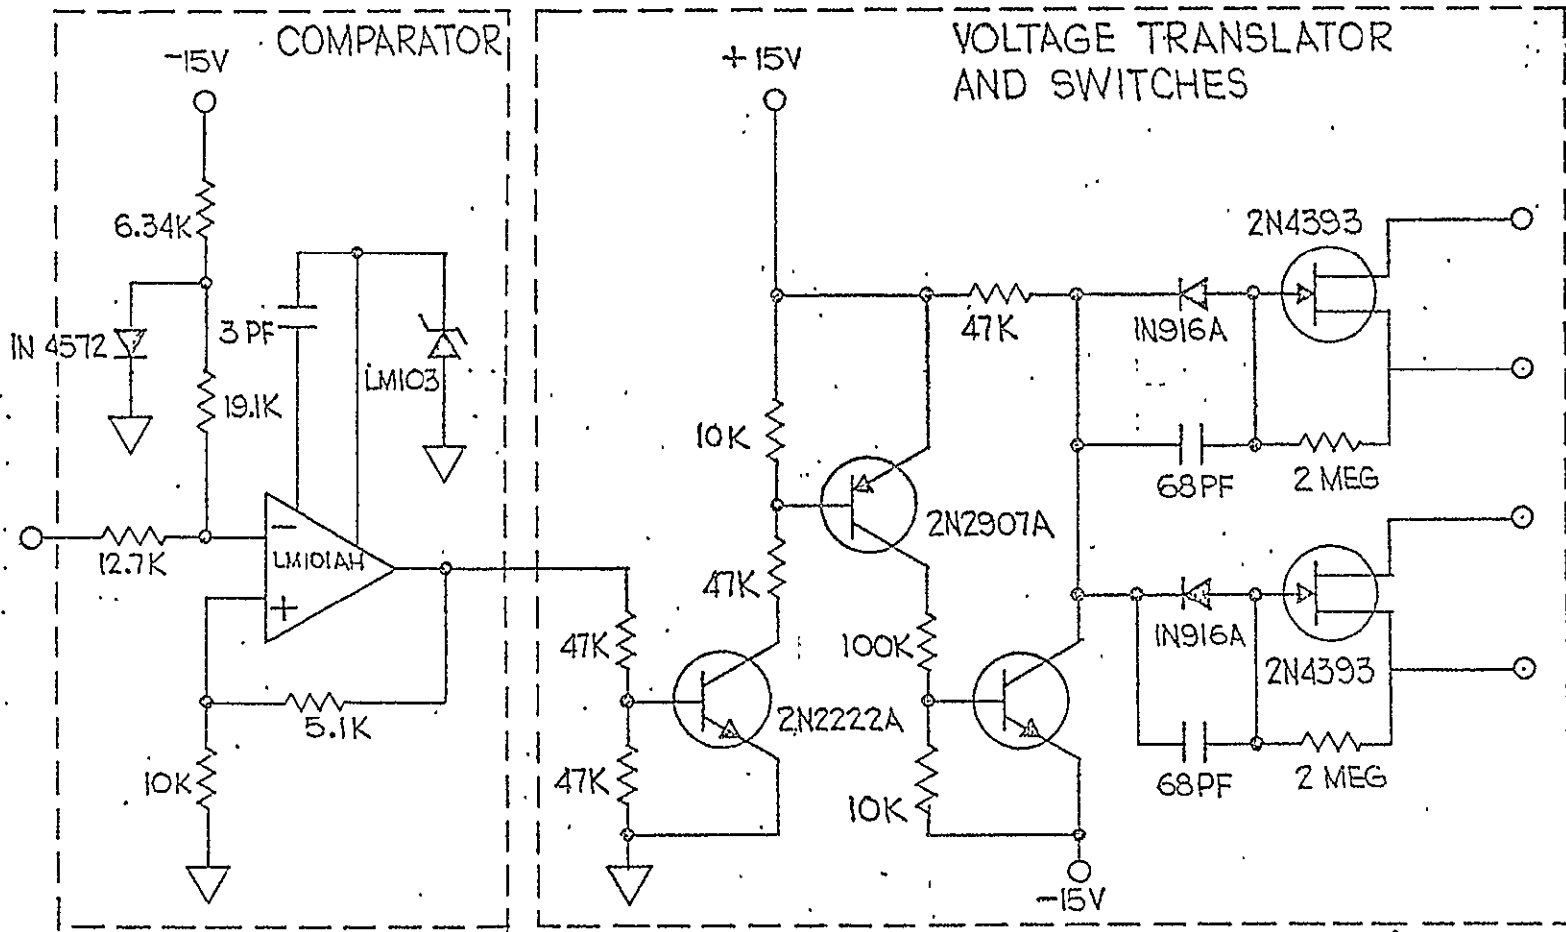 COMPARATOR
-15V
6.34K
IN 4572
3 PF
LM103
19.1K
12.7K
-
LM101AH
+
5.1K
10K
VOLTAGE TRANSLATOR
AND SWITCHES
+15V
2N4393
47K
1N916A
10K
68PF
2 MEG
2N2907A
47K
47K
100K
1N916A
2N4393
2N2222A
47K
10K
68PF
2 MEG
-15V